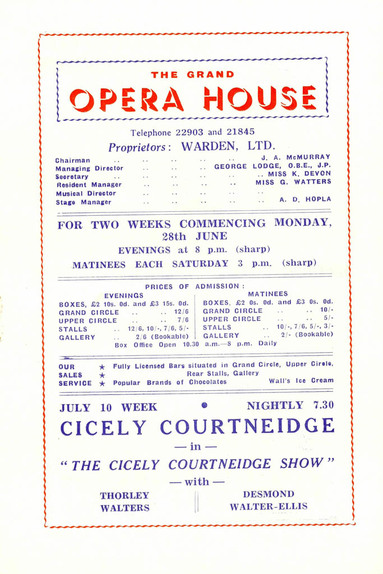 THE GRAND
OPERA HOUSE
Telephone 22903 and 21845
Proprietors: WARDEN, LTD.
Chairman .. .. .. .. .. J. A. McMURRAY
Managing Director .. .. .. GEORGE LODGE, O.B.E., J.P.
Secretary .. .. .. .. .. MISS K. DEVON
Resident Manager .. .. .. .. MISS G. WATTERS
Musical Director .. .. .. ..
Stage Manager .. .. .. .. A. D. HOPLA
FOR TWO WEEKS COMMENCING MONDAY,
28th JUNE
EVENINGS at 8 p.m. (sharp)
MATINEES EACH SATURDAY 3 p.m. (sharp)
PRICES OF ADMISSION:
EVENINGS
BOXES, £2 10s. 0d. and £3 15s. 0d.
GRAND CIRCLE .. .. 12/6
UPPER CIRCLE .. .. 7/6
STALLS .. 12/6, 10/-, 7/6, 5/-
GALLERY .. 2/6 (Bookable)
MATINEES
BOXES, £2 0s. 0d. and £3 0s. 0d.
GRAND CIRCLE .. .. 10/-
UPPER CIRCLE .. .. 5/-
STALLS .. 10/-, 7/6, 5/-, 3/-
GALLERY .. .. 2/- (Bookable)
Box Office Open 10.30 a.m.—8 p.m. Daily
OUR ★ Fully Licensed Bars situated in Grand Circle, Upper Circle,
SALES ★ Rear Stalls, Gallery
SERVICE ★ Popular Brands of Chocolates Wall's Ice Cream
JULY 10 WEEK ● NIGHTLY 7.30
CICELY COURTNEIDGE
— in —
"THE CICELY COURTNEIDGE SHOW"
— with —
THORLEY
WALTERS
DESMOND
WALTER-ELLIS